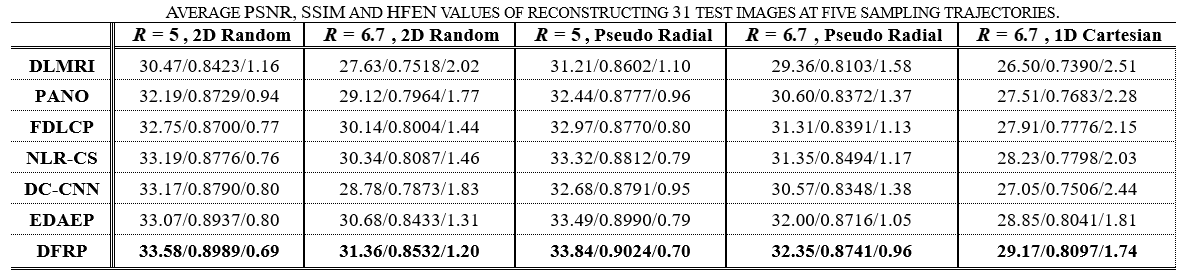 AVERAGE PSNR, SSIM AND HFEN VALUES OF RECONSTRUCTING 31 TEST IMAGES AT FIVE SAMPLING TRAJECTORIES.
R = 5 , 2D Random R = 6.7 , 2D Random R = 5 , Pseudo Radial R = 6.7 , Pseudo Radial R = 6.7 , 1D Cartesian
DLMRI 30.47/0.8423/1.16 27.63/0.7518/2.02 31.21/0.8602/1.10 29.36/0.8103/1.58 26.50/0.7390/2.51
PANO 32.19/0.8729/0.94 29.12/0.7964/1.77 32.44/0.8777/0.96 30.60/0.8372/1.37 27.51/0.7683/2.28
FDLCP 32.75/0.8700/0.77 30.14/0.8004/1.44 32.97/0.8770/0.80 31.31/0.8391/1.13 27.91/0.7776/2.15
NLR-CS 33.19/0.8776/0.76 30.34/0.8087/1.46 33.32/0.8812/0.79 31.35/0.8494/1.17 28.23/0.7798/2.03
DC-CNN 33.17/0.8790/0.80 28.78/0.7873/1.83 32.68/0.8791/0.95 30.57/0.8348/1.38 27.05/0.7506/2.44
EDAEP 33.07/0.8937/0.80 30.68/0.8433/1.31 33.49/0.8990/0.79 32.00/0.8716/1.05 28.85/0.8041/1.81
DFRP 33.58/0.8989/0.69 31.36/0.8532/1.20 33.84/0.9024/0.70 32.35/0.8741/0.96 29.17/0.8097/1.74